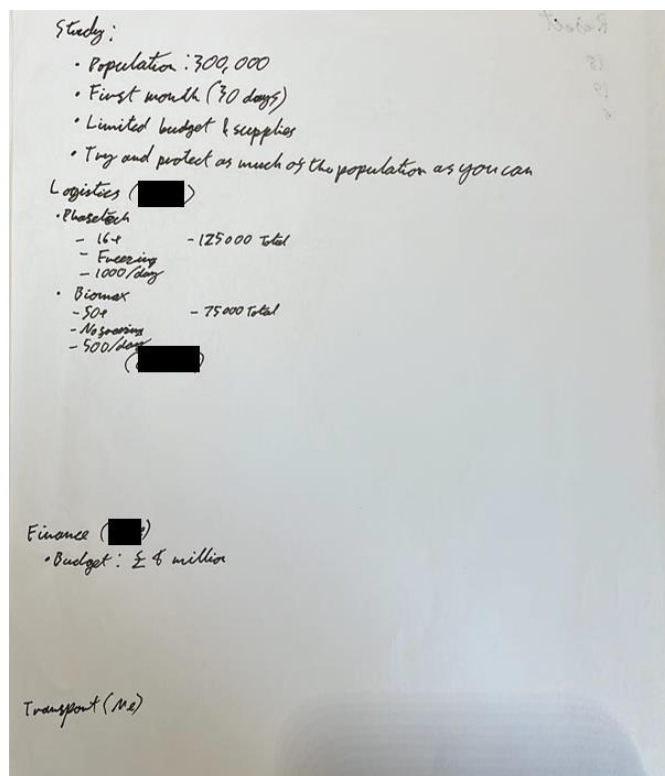 Study:
• Population: 300,000
• First month (30 days)
• Limited budget & supplies
• Try and protect as much of the population as you can
Logistics ( )
• Phasetech
- 16+ - 125000 Total
- Freezing
- 1000/day
• Biomax
- 50+ - 75000 Total
- No freezing
- 500/day
( )
Finance ( )
• Budget: £ million
Transport (Me)